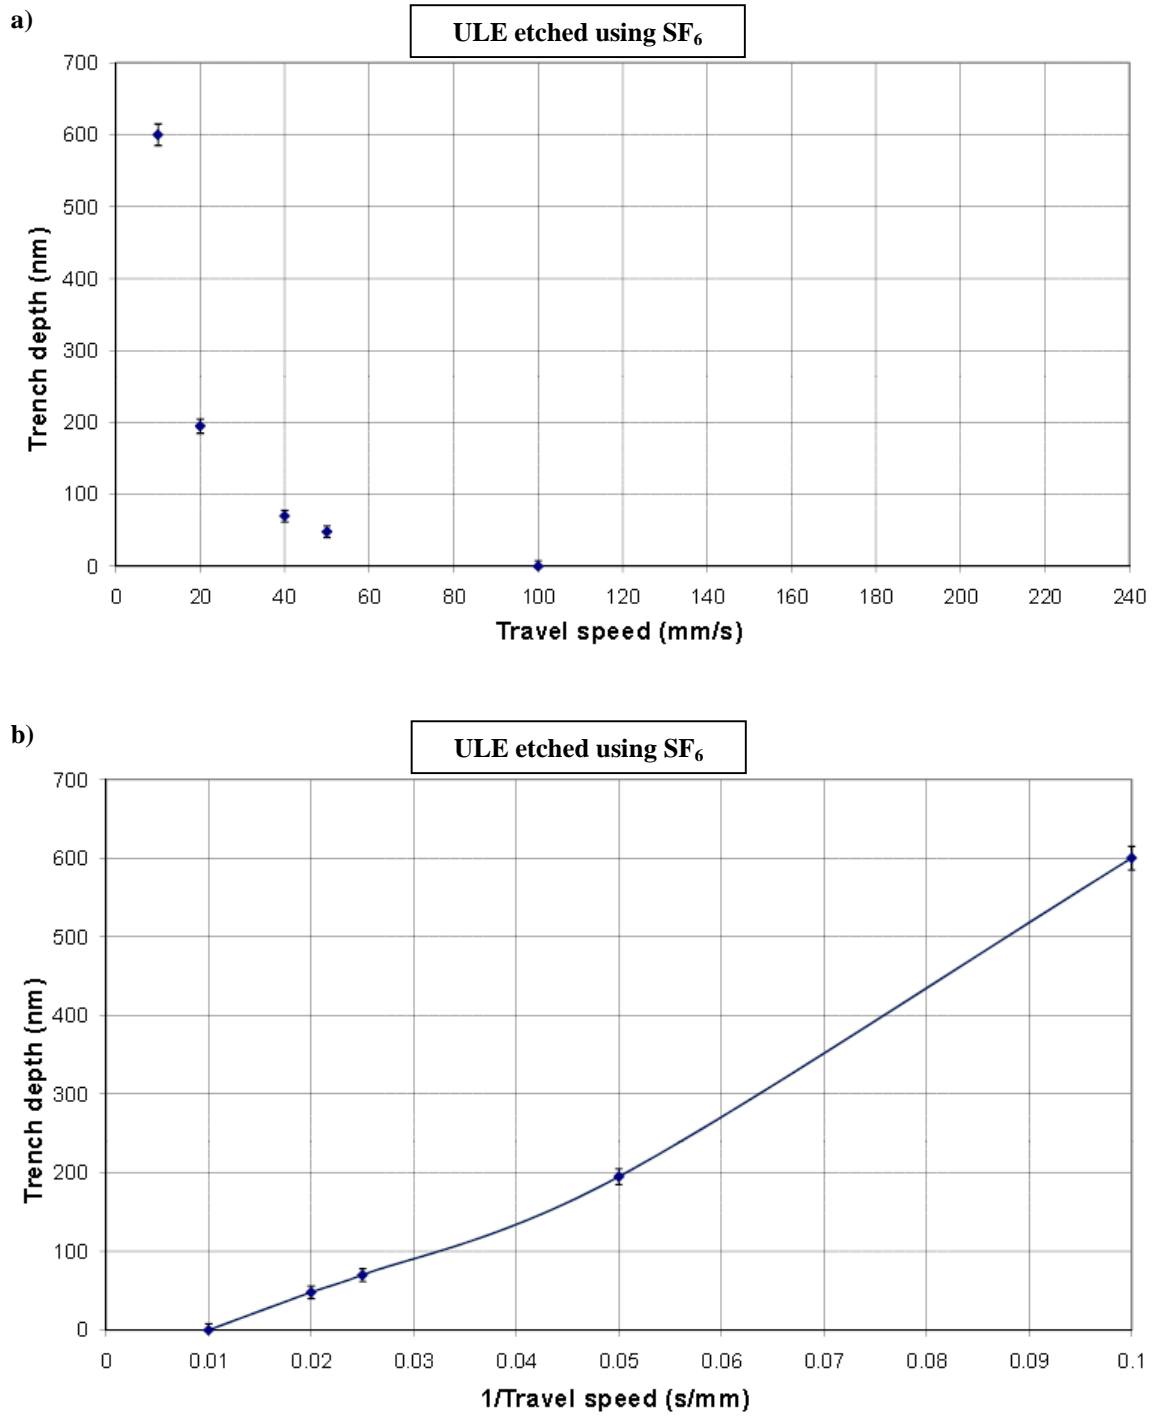 a)
ULE etched using SF₆
700
600
500
400
300
200
100
0
Trench depth (nm)
0 20 40 60 80 100 120 140 160 180 200 220 240
Travel speed (mm/s)
b)
ULE etched using SF₆
700
600
500
400
300
200
100
0
Trench depth (nm)
0 0.01 0.02 0.03 0.04 0.05 0.06 0.07 0.08 0.09 0.1
1/Travel speed (s/mm)